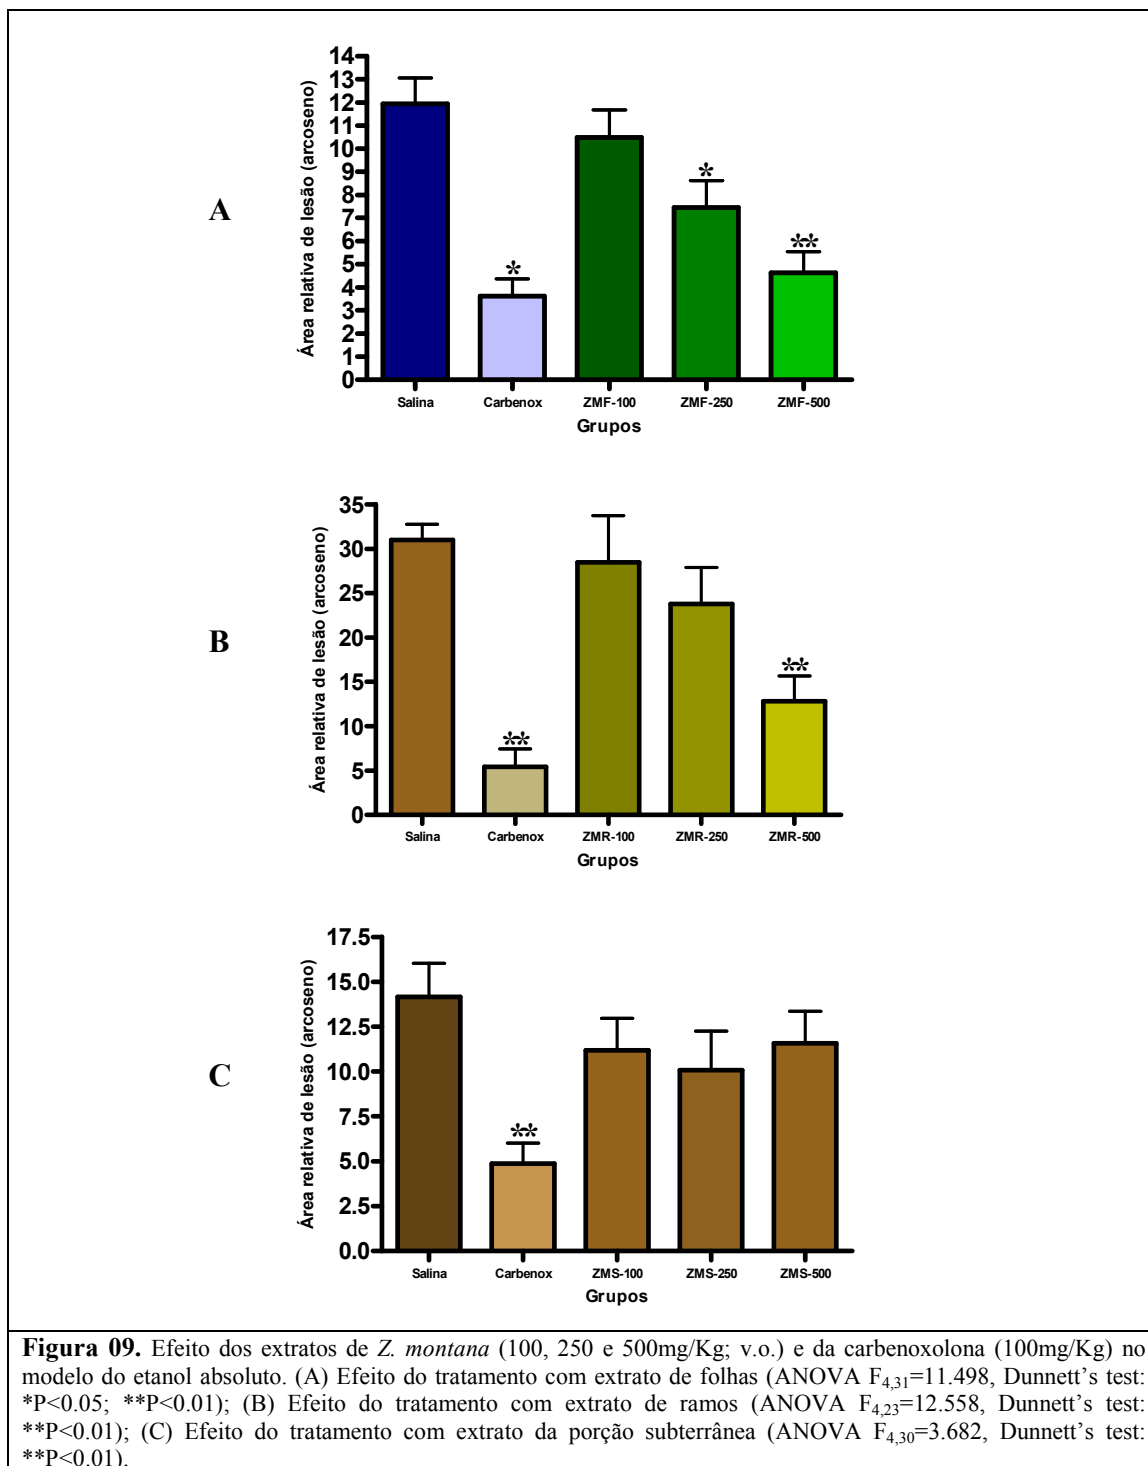 14
13
12
11
10
9
8
7
6
5
4
3
2
1
0
Área relativa de lesão (arcoseno)
A
*
*
**
Salina Carbenox ZMF-100 ZMF-250 ZMF-500
Grupos
35
30
25
20
15
10
5
0
Área relativa de lesão (arcoseno)
B
**
**
Salina Carbenox ZMR-100 ZMR-250 ZMR-500
Grupos
17.5
15.0
12.5
10.0
7.5
5.0
2.5
0.0
Área relativa de lesão (arcoseno)
C
**
Salina Carbenox ZMS-100 ZMS-250 ZMS-500
Grupos
Figura 09. Efeito dos extratos de Z. montana (100, 250 e 500mg/Kg; v.o.) e da carbenoxolona (100mg/Kg) no
modelo do etanol absoluto. (A) Efeito do tratamento com extrato de folhas (ANOVA F4,31=11.498, Dunnett's test:
*P<0.05; **P<0.01); (B) Efeito do tratamento com extrato de ramos (ANOVA F4,23=12.558, Dunnett's test:
**P<0.01); (C) Efeito do tratamento com extrato da porção subterrânea (ANOVA F4,30=3.682, Dunnett's test:
**P<0.01).